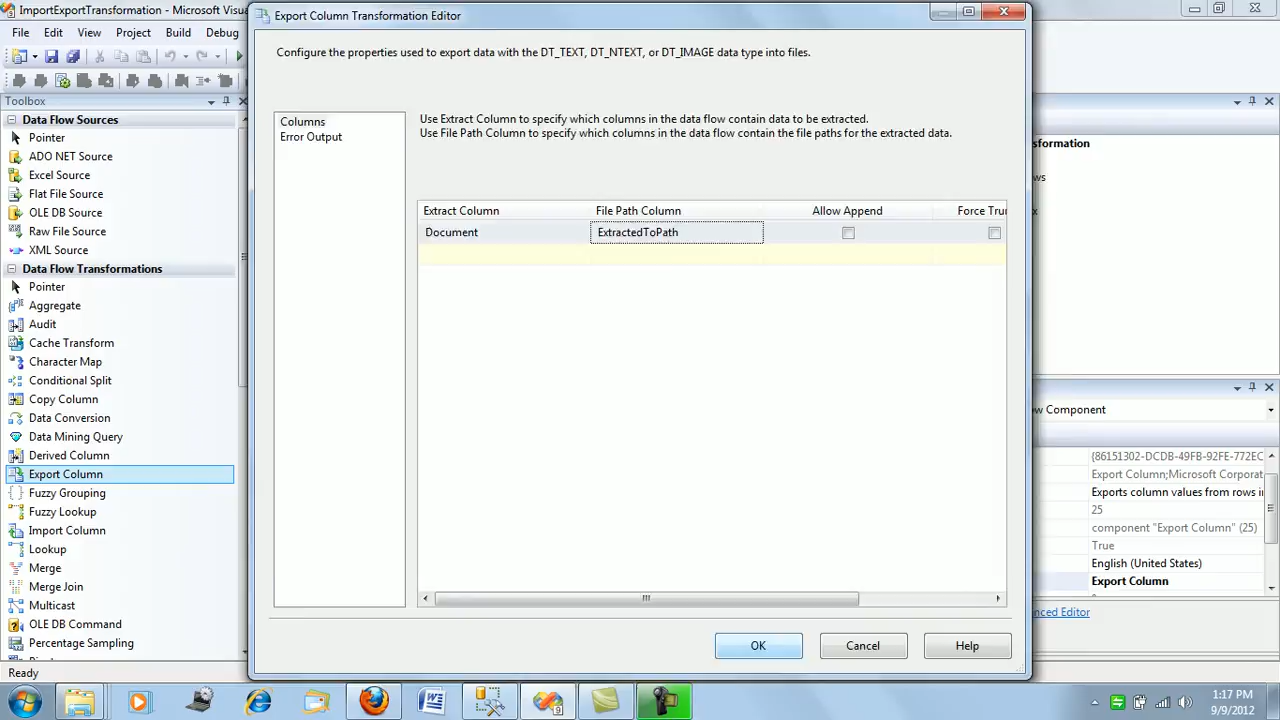 ImportExportTransformation - Microsoft Visua
Export Column Transformation Editor
File Edit View Project Build Debug
Configure the properties used to export data with the DT_TEXT, DT_NTEXT, or DT_IMAGE data type into files.
Toolbox
Data Flow Sources
Pointer
ADO NET Source
Excel Source
Flat File Source
OLE DB Source
Raw File Source
XML Source
Data Flow Transformations
Pointer
Aggregate
Audit
Cache Transform
Character Map
Conditional Split
Copy Column
Data Conversion
Data Mining Query
Derived Column
Export Column
Fuzzy Grouping
Fuzzy Lookup
Import Column
Lookup
Merge
Merge Join
Multicast
OLE DB Command
Percentage Sampling
Columns
Error Output
Use Extract Column to specify which columns in the data flow contain data to be extracted.
Use File Path Column to specify which columns in the data flow contain the file paths for the extracted data.
Extract Column File Path Column Allow Append Force Trun
Document ExtractedToPath
OK Cancel Help
formation
ws
x
w Component
{86151302-DCDB-49FB-92FE-772EC
Export Column;Microsoft Corporat
Exports column values from rows in
25
component "Export Column" (25)
True
English (United States)
Export Column
nced Editor
Ready
1:17 PM
9/9/2012